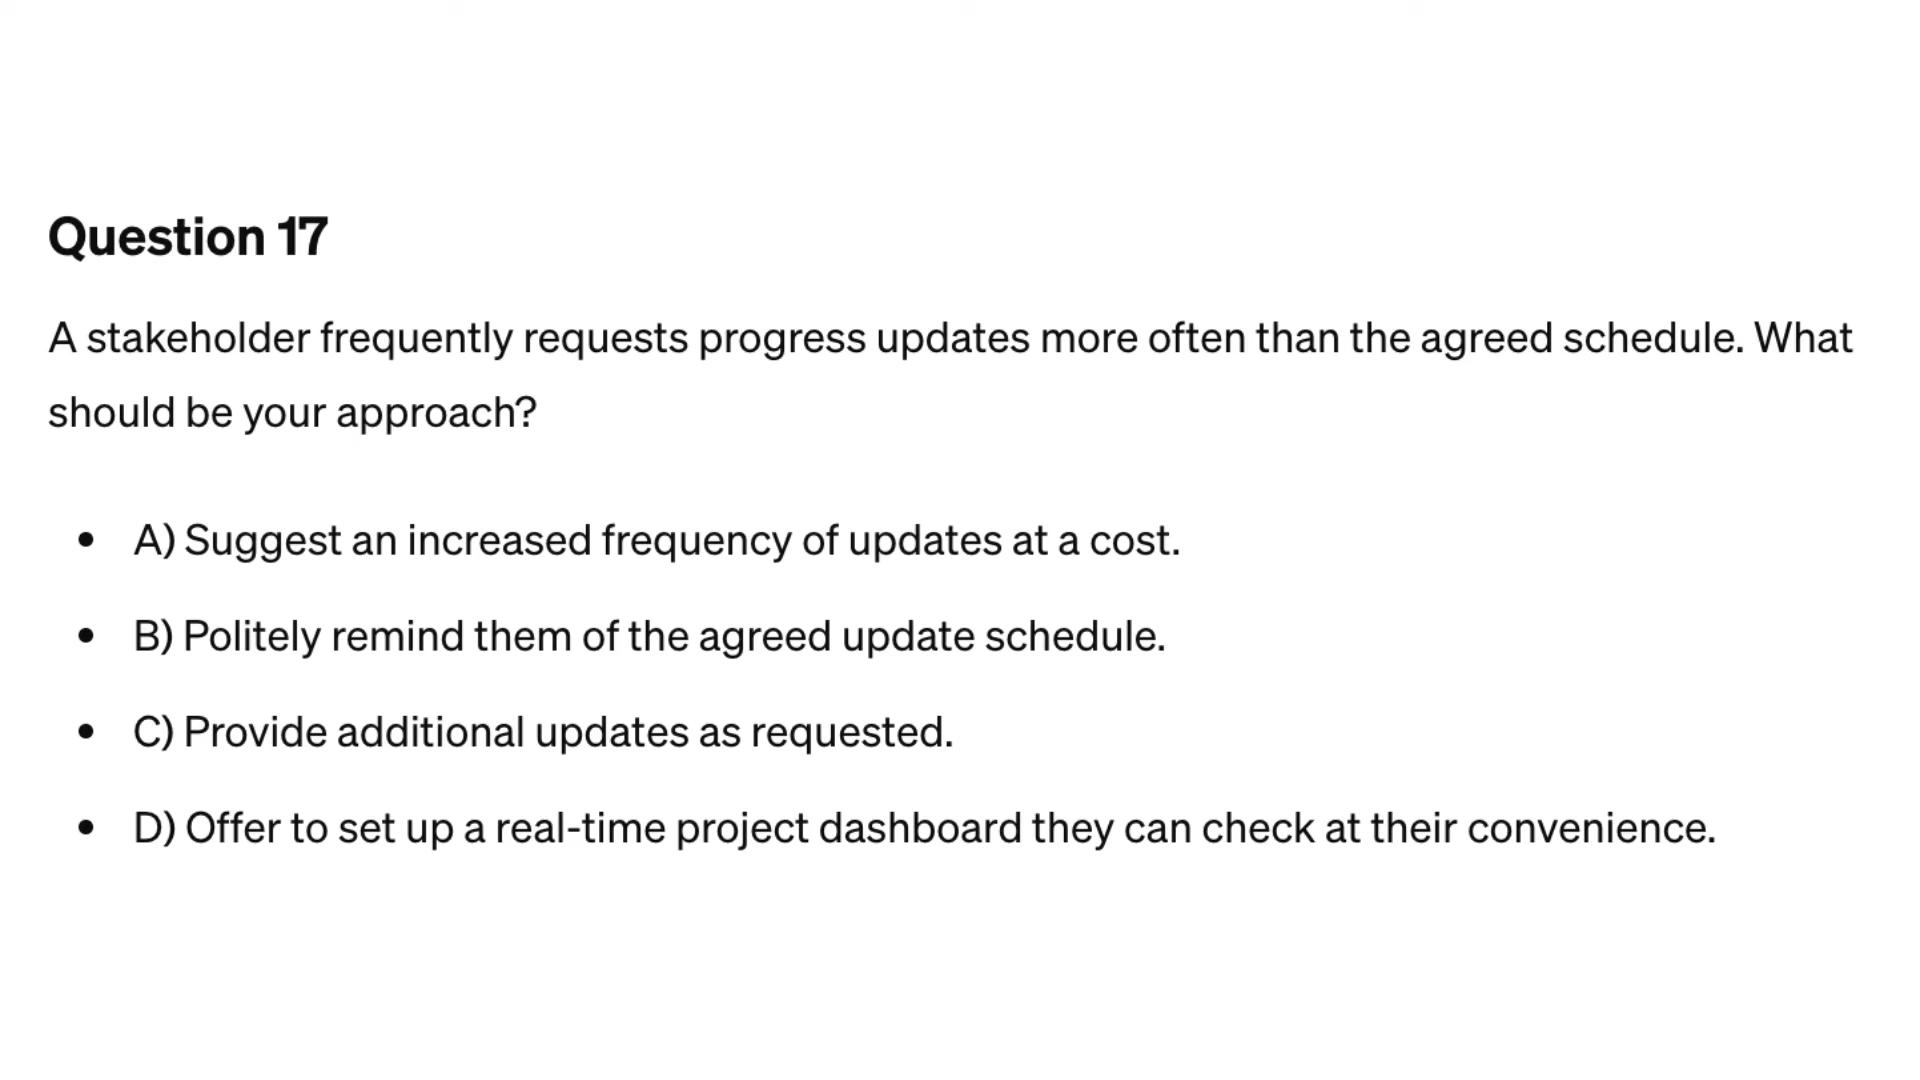 Question 17
A stakeholder frequently requests progress updates more often than the agreed schedule. What
should be your approach?
• A) Suggest an increased frequency of updates at a cost.
• B) Politely remind them of the agreed update schedule.
• C) Provide additional updates as requested.
• D) Offer to set up a real-time project dashboard they can check at their convenience.